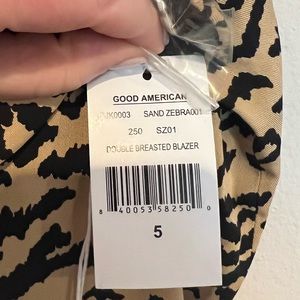 GOOD AMERICAN
SAND ZEBRA001
250 SZ01
DOUBLE BREASTED BLAZER
8 40053 58250 0
5